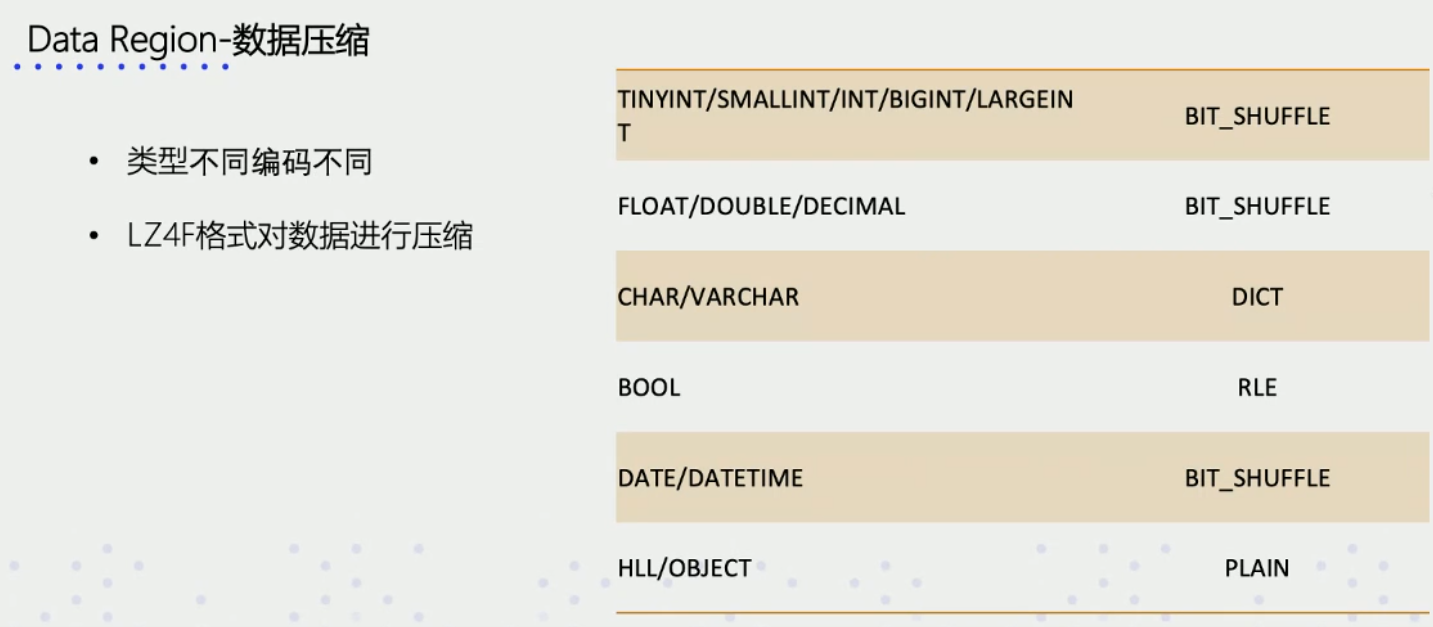 Data Region-数据压缩
• 类型不同编码不同
• LZ4F格式对数据进行压缩
TINYINT/SMALLINT/INT/BIGINT/LARGEIN
T
BIT_SHUFFLE
FLOAT/DOUBLE/DECIMAL BIT_SHUFFLE
CHAR/VARCHAR DICT
BOOL RLE
DATE/DATETIME BIT_SHUFFLE
HLL/OBJECT PLAIN